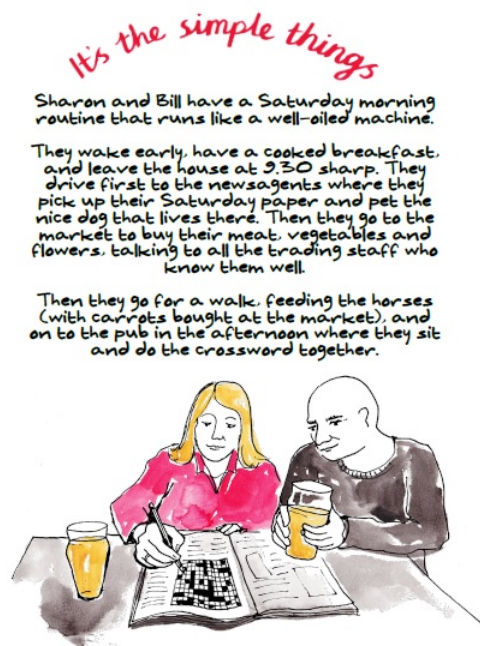 It's the simple things
Sharon and Bill have a Saturday morning
routine that runs like a well-oiled machine.
They wake early, have a cooked breakfast,
and leave the house at 9.30 sharp. They
drive first to the newsagents where they
pick up their Saturday paper and pet the
nice dog that lives there. Then they go to the
market to buy their meat, vegetables and
flowers, talking to all the trading staff who
know them well.
Then they go for a walk, feeding the horses
(with carrots bought at the market), and
on to the pub in the afternoon where they sit
and do the crossword together.